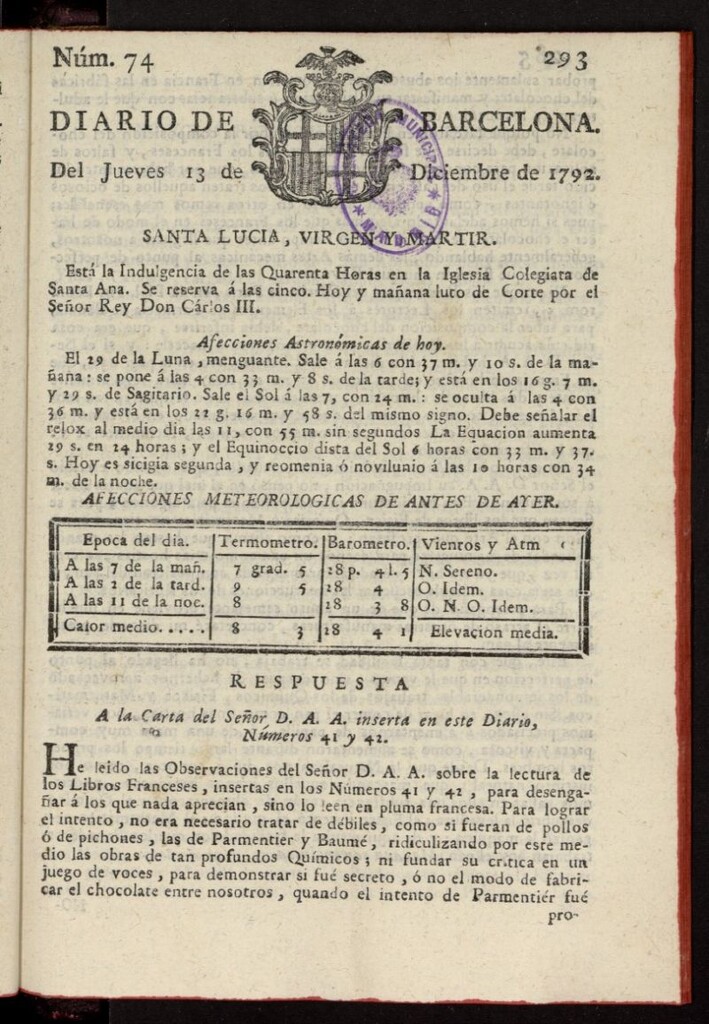 Núm. 74
293
DIARIO DE BARCELONA.
Del Jueves 13 de Diciembre de 1792.
SANTA LUCIA, VIRGEN Y MARTIR.
Está la Indulgencia de las Quarenta Horas en la Iglesia Colegiata de
Santa Ana. Se reserva á las cinco. Hoy y mañana luto de Corte por el
Señor Rey Don Cárlos III.
Afecciones Astronómicas de hoy.
El 29 de la Luna, menguante. Sale á las 6 con 37 m. y 10 s. de la ma-
ñana: se pone á las 4 con 33 m. y 8 s. de la tarde; y está en los 16 g. 7 m.
y 29 s. de Sagitario. Sale el Sol á las 7, con 24 m.: se oculta á las 4 con
36 m. y está en los 22 g. 16 m. y 58 s. del mismo signo. Debe señalar el
relox al medio dia las 11, con 55 m. sin segundos La Equacion aumenta
29 s. en 24 horas; y el Equinoccio dista del Sol 6 horas con 33 m. y 37.
s. Hoy es sicigia segunda, y reomenia ó novilunio á las 10 horas con 34
m. de la noche.
AFECCIONES METEOROLOGICAS DE ANTES DE AYER.
Epoca del dia. Termometro. Barometro. Vientos y Atm
A las 7 de la mañ. 7 grad. 5 28 p. 4 l. 5 N. Sereno.
A las 2 de la tard. 9 5 28 4 O. Idem.
A las 11 de la noc. 8 28 3 8 O. N. O. Idem.
Calor medio..... 8 3 28 4 1 Elevacion media.
RESPUESTA
A la Carta del Señor D. A. A. inserta en este Diario,
Números 41 y 42.
He leido las Observaciones del Señor D. A. A. sobre la lectura de
los Libros Franceses, insertas en los Números 41 y 42, para desenga-
ñar á los que nada aprecian, sino lo leen en pluma francesa. Para lograr
el intento, no era necesario tratar de débiles, como si fueran de pollos
ó de pichones, las de Parmentier y Baumé, ridiculizando por este me-
dio las obras de tan profundos Químicos; ni fundar su critica en un
juego de voces, para demonstrar si fué secreto, ó no el modo de fabri-
car el chocolate entre nosotros, quando el intento de Parmentiér fué
pro-